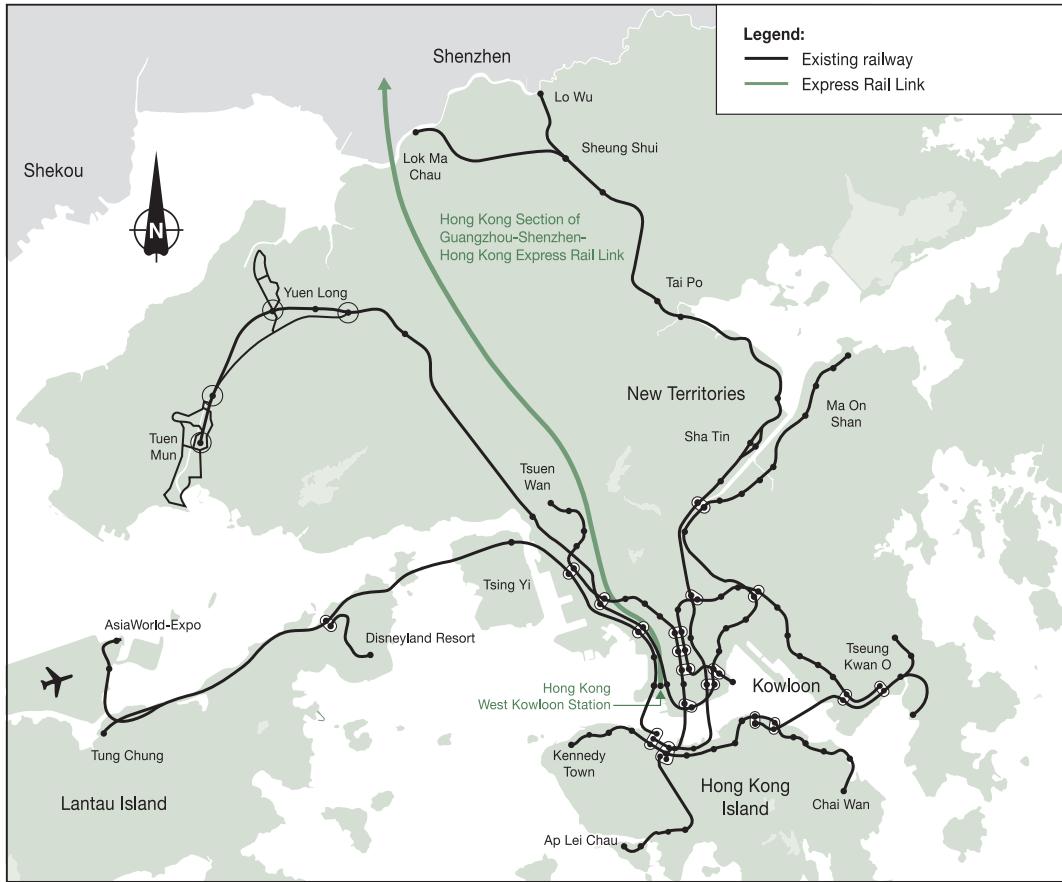 Legend:
Existing railway
Express Rail Link
Shenzhen
Lo Wu
Lok Ma
Chau
Sheung Shui
Shekou
N
Hong Kong Section of
Guangzhou-Shenzhen-
Hong Kong Express Rail Link
Yuen Long
Tai Po
New Territories
Ma On
Shan
Sha Tin
Tuen
Mun
Tsuen
Wan
Tsing Yi
AsiaWorld-Expo
Disneyland Resort
Tseung
Kwan O
Kowloon
Hong Kong
West Kowloon Station
Tung Chung
Kennedy
Town
Hong Kong
Island
Lantau Island
Chai Wan
Ap Lei Chau